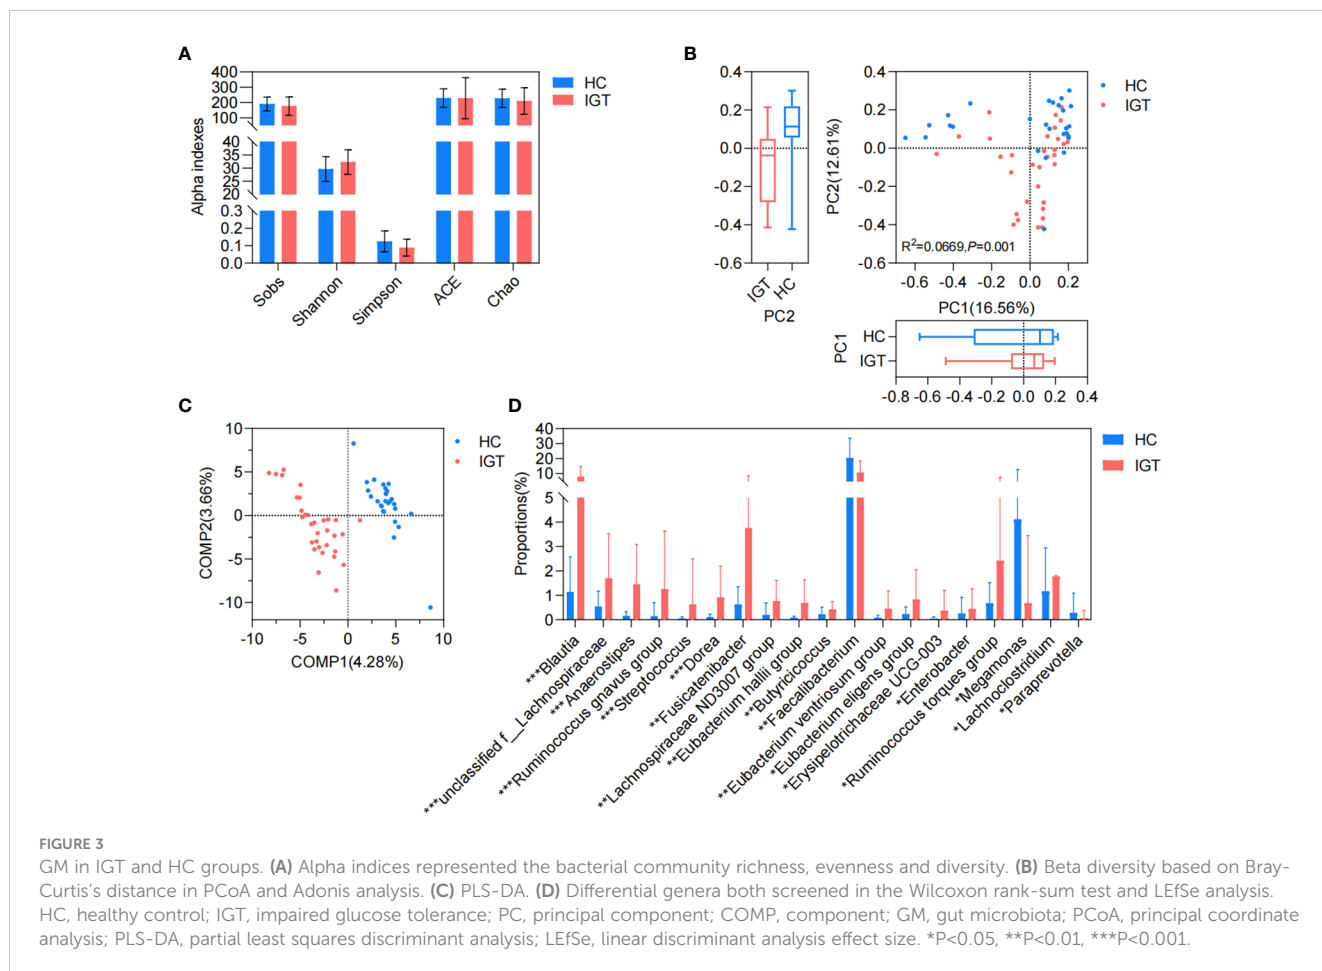 A
Alpha indexes
400
300
200
100
35
30
25
20
0.3
0.2
0.1
0.0
Sobs
Shannon
Simpson
ACE
Chao
HC
IGT
B
0.4
0.2
0.0
-0.2
-0.4
-0.6
IGT
HC
PC2
PC2(12.61%)
0.4
0.2
0.0
-0.2
-0.4
-0.6
R²=0.0669,P=0.001
-0.6 -0.4 -0.2 0.0 0.2
PC1(16.56%)
HC
IGT
PC1
HC
IGT
-0.8 -0.6 -0.4 -0.2 0.0 0.2 0.4
C
COMP2(3.66%)
10
5
0
-5
-10
-10 -5 0 5 10
COMP1(4.28%)
HC
IGT
D
Proportions(%)
40
30
20
10
5
4
3
2
1
0
***Blautia
***unclassified f__Lachnospiraceae
***Anaerostipes
***Ruminococcus gnavus group
***Streptococcus
***Dorea
**Fusicatenibacter
**Lachnospiraceae ND3007 group
**Eubacterium hallii group
**Butyricicoccus
**Faecalibacterium
**Eubacterium ventriosum group
*Eubacterium eligens group
*Erysipelotrichaceae UCG-003
*Enterobacter
*Ruminococcus torques group
*Megamonas
*Lachnoclostridium
*Paraprevotella
HC
IGT
FIGURE 3
GM in IGT and HC groups. (A) Alpha indices represented the bacterial community richness, evenness and diversity. (B) Beta diversity based on Bray-
Curtis's distance in PCoA and Adonis analysis. (C) PLS-DA. (D) Differential genera both screened in the Wilcoxon rank-sum test and LEfSe analysis.
HC, healthy control; IGT, impaired glucose tolerance; PC, principal component; COMP, component; GM, gut microbiota; PCoA, principal coordinate
analysis; PLS-DA, partial least squares discriminant analysis; LEfSe, linear discriminant analysis effect size. *P<0.05, **P<0.01, ***P<0.001.